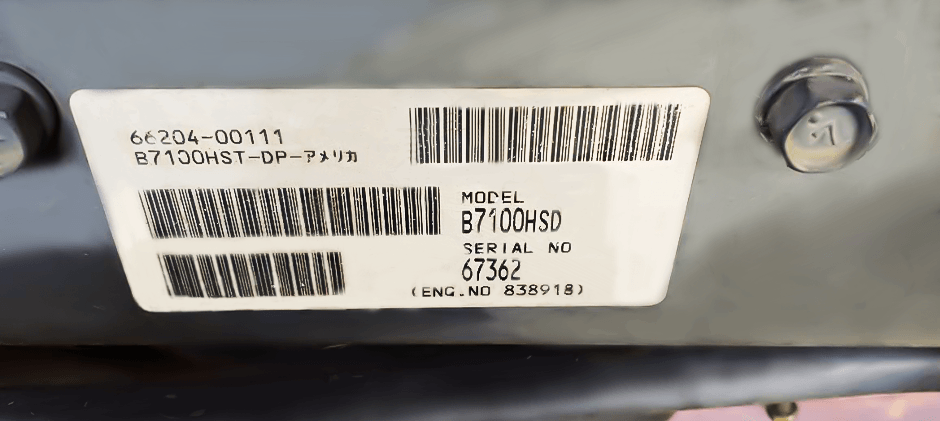 66204-00111
B7100HST-DP-アメリカ
MODEL
B7100HSD
SERIAL NO
67362
(ENG.NO 838918)